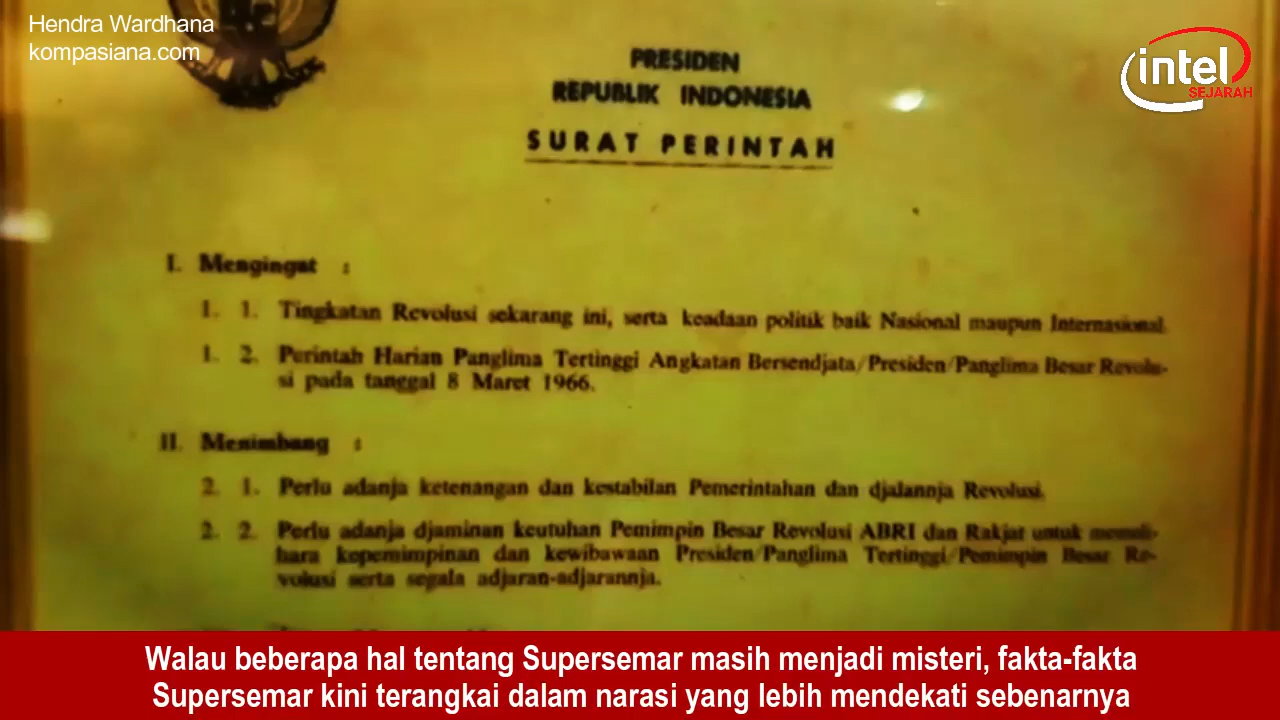 Hendra Wardhana
kompasiana.com
intel
SEJARAH
PRESIDEN
REPUBLIK INDONESIA
SURAT PERINTAH
I. Mengingat :
1. 1. Tingkatan Revolusi sekarang ini, serta keadaan politik baik Nasional maupun Internasional
1. 2. Perintah Harian Panglima Tertinggi Angkatan Bersendjata/Presiden/Panglima Besar Revolu-
si pada tanggal 8 Maret 1966.
II. Menimbang :
2. 1. Perlu adanja ketenangan dan kestabilan Pemerintahan dan djalannja Revolusi.
2. 2. Perlu adanja djaminan keutuhan Pemimpin Besar Revolusi ABRI dan Rakjat untuk memeli-
hara kepemimpinan dan kewibawaan Presiden/Panglima Tertinggi/Pemimpin Besar Re-
volusi serta segala adjaran-adjarannja.
Walau beberapa hal tentang Supersemar masih menjadi misteri, fakta-fakta
Supersemar kini terangkai dalam narasi yang lebih mendekati sebenarnya